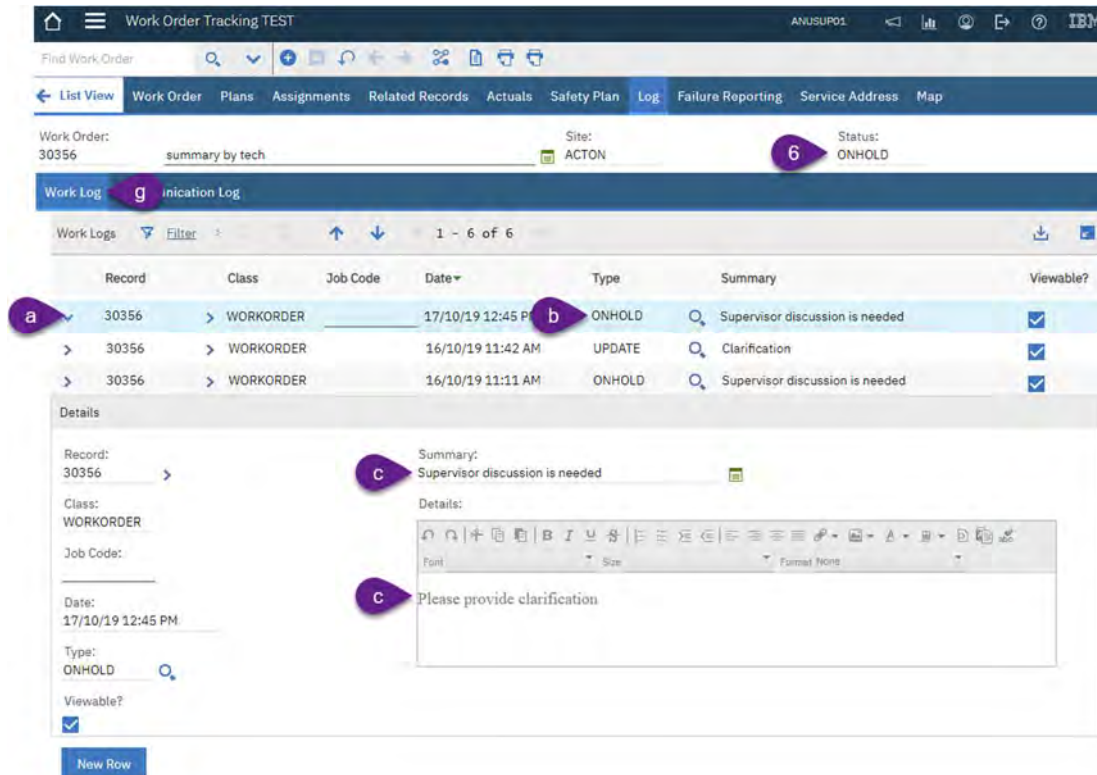 Work Order Tracking TEST ANUSUP01 IBM
Find Work Order
List View Work Order Plans Assignments Related Records Actuals Safety Plan Log Failure Reporting Service Address Map
Work Order: Site: Status:
30356 summary by tech ACTON 6 ONHOLD
Work Log g nication Log
Work Logs Filter 1 - 6 of 6
Record Class Job Code Date Type Summary Viewable?
a 30356 WORKORDER 17/10/19 12:45 P b ONHOLD Supervisor discussion is needed
30356 WORKORDER 16/10/19 11:42 AM UPDATE Clarification
30356 WORKORDER 16/10/19 11:11 AM ONHOLD Supervisor discussion is needed
Details
Record: Summary:
30356 c Supervisor discussion is needed
Class: Details:
WORKORDER
B I U S
Job Code:
Font Size Format None
Date: c Please provide clarification
17/10/19 12:45 PM
Type:
ONHOLD
Viewable?
New Row